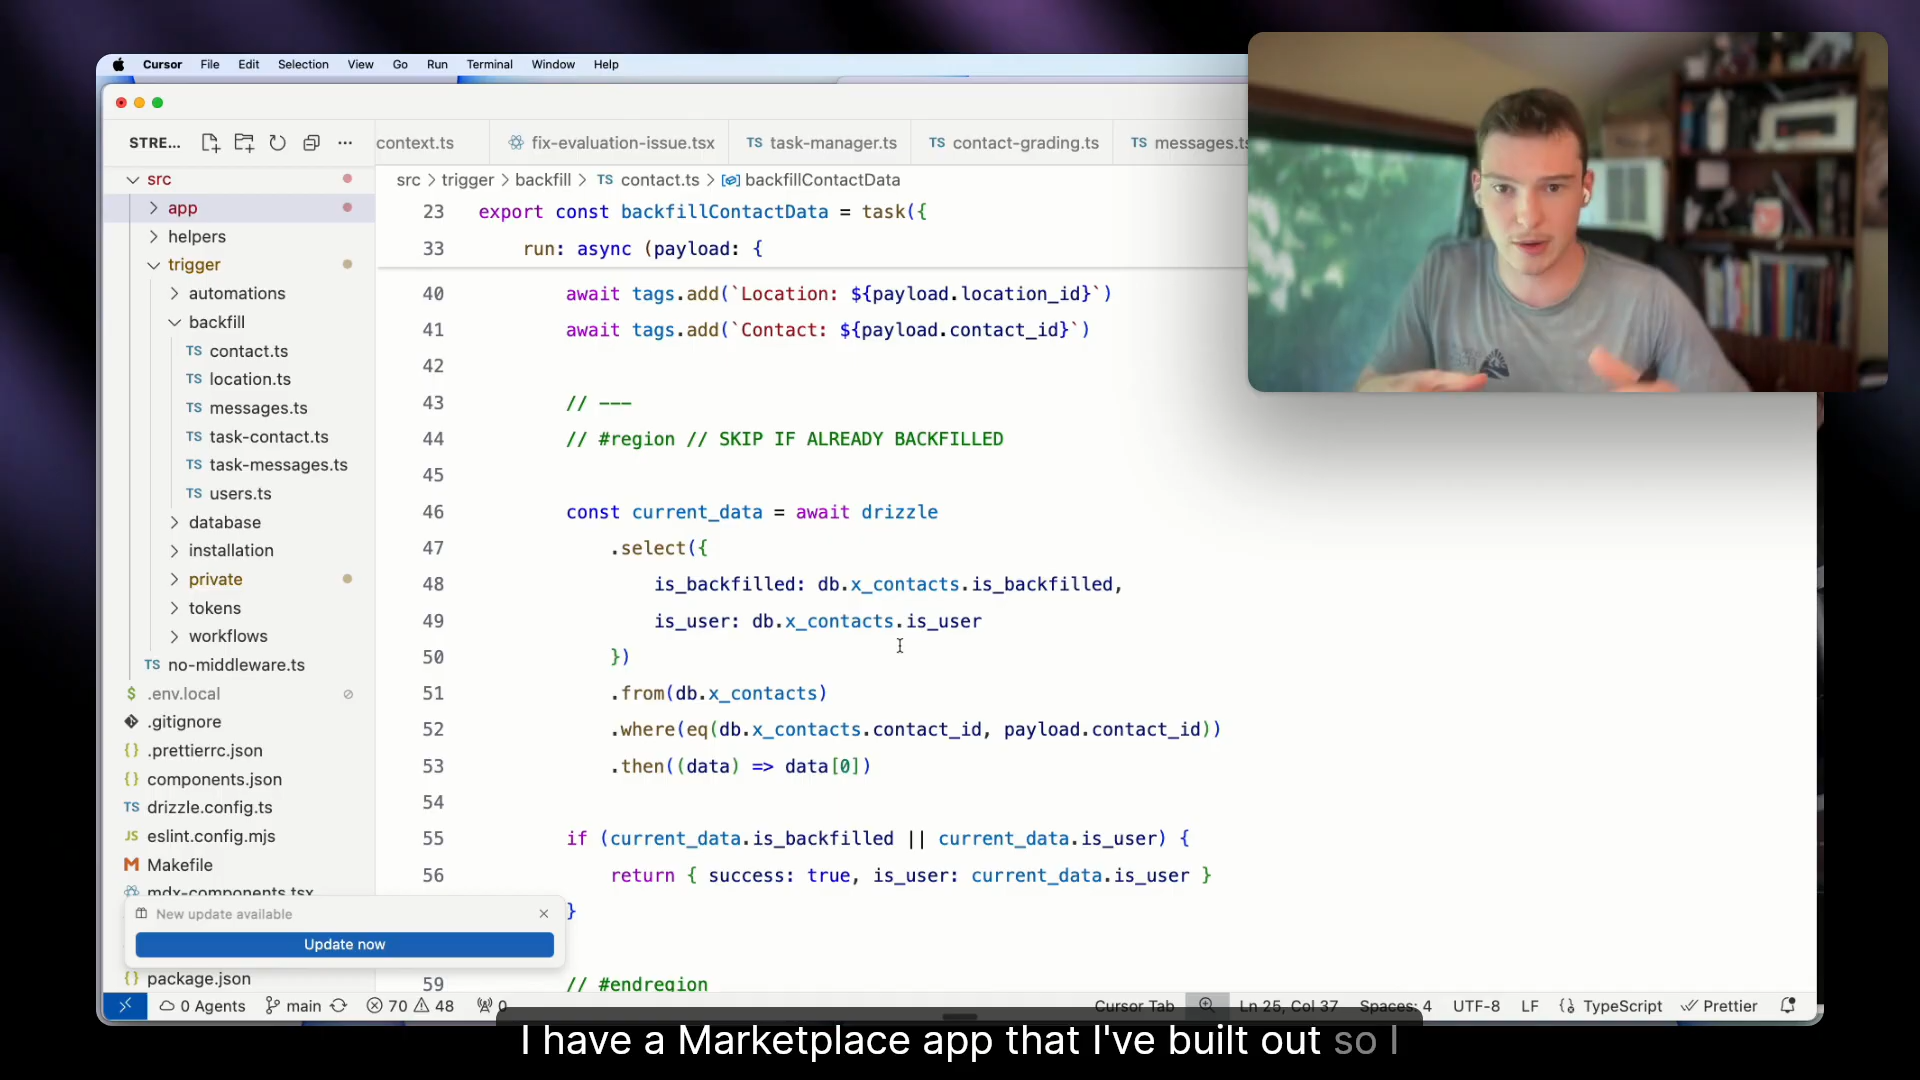 Cursor File Edit Selection View Go Run Terminal Window Help
STRE... ...
context.ts fix-evaluation-issue.tsx TS task-manager.ts TS contact-grading.ts TS messages.ts
src > trigger > backfill > TS contact.ts > backfillContactData
src
app
helpers
trigger
automations
backfill
TS contact.ts
TS location.ts
TS messages.ts
TS task-contact.ts
TS task-messages.ts
TS users.ts
database
installation
private
tokens
workflows
TS no-middleware.ts
$ .env.local
.gitignore
{} .prettierrc.json
{} components.json
TS drizzle.config.ts
JS eslint.config.mjs
M Makefile
mdx-components.tsx
{} package.json
23 export const backfillContactData = task({
33 run: async (payload: {
40 await tags.add(`Location: ${payload.location_id}`)
41 await tags.add(`Contact: ${payload.contact_id}`)
42
43 // ---
44 // #region // SKIP IF ALREADY BACKFILLED
45
46 const current_data = await drizzle
47 .select({
48 is_backfilled: db.x_contacts.is_backfilled,
49 is_user: db.x_contacts.is_user
50 })
51 .from(db.x_contacts)
52 .where(eq(db.x_contacts.contact_id, payload.contact_id))
53 .then((data) => data[0])
54
55 if (current_data.is_backfilled || current_data.is_user) {
56 return { success: true, is_user: current_data.is_user }
}
59 // #endregion
New update available
Update now
0 Agents main 70 48 0 Cursor Tab Ln 25, Col 37 Spaces: 4 UTF-8 LF {} TypeScript Prettier
I have a Marketplace app that I've built out so I